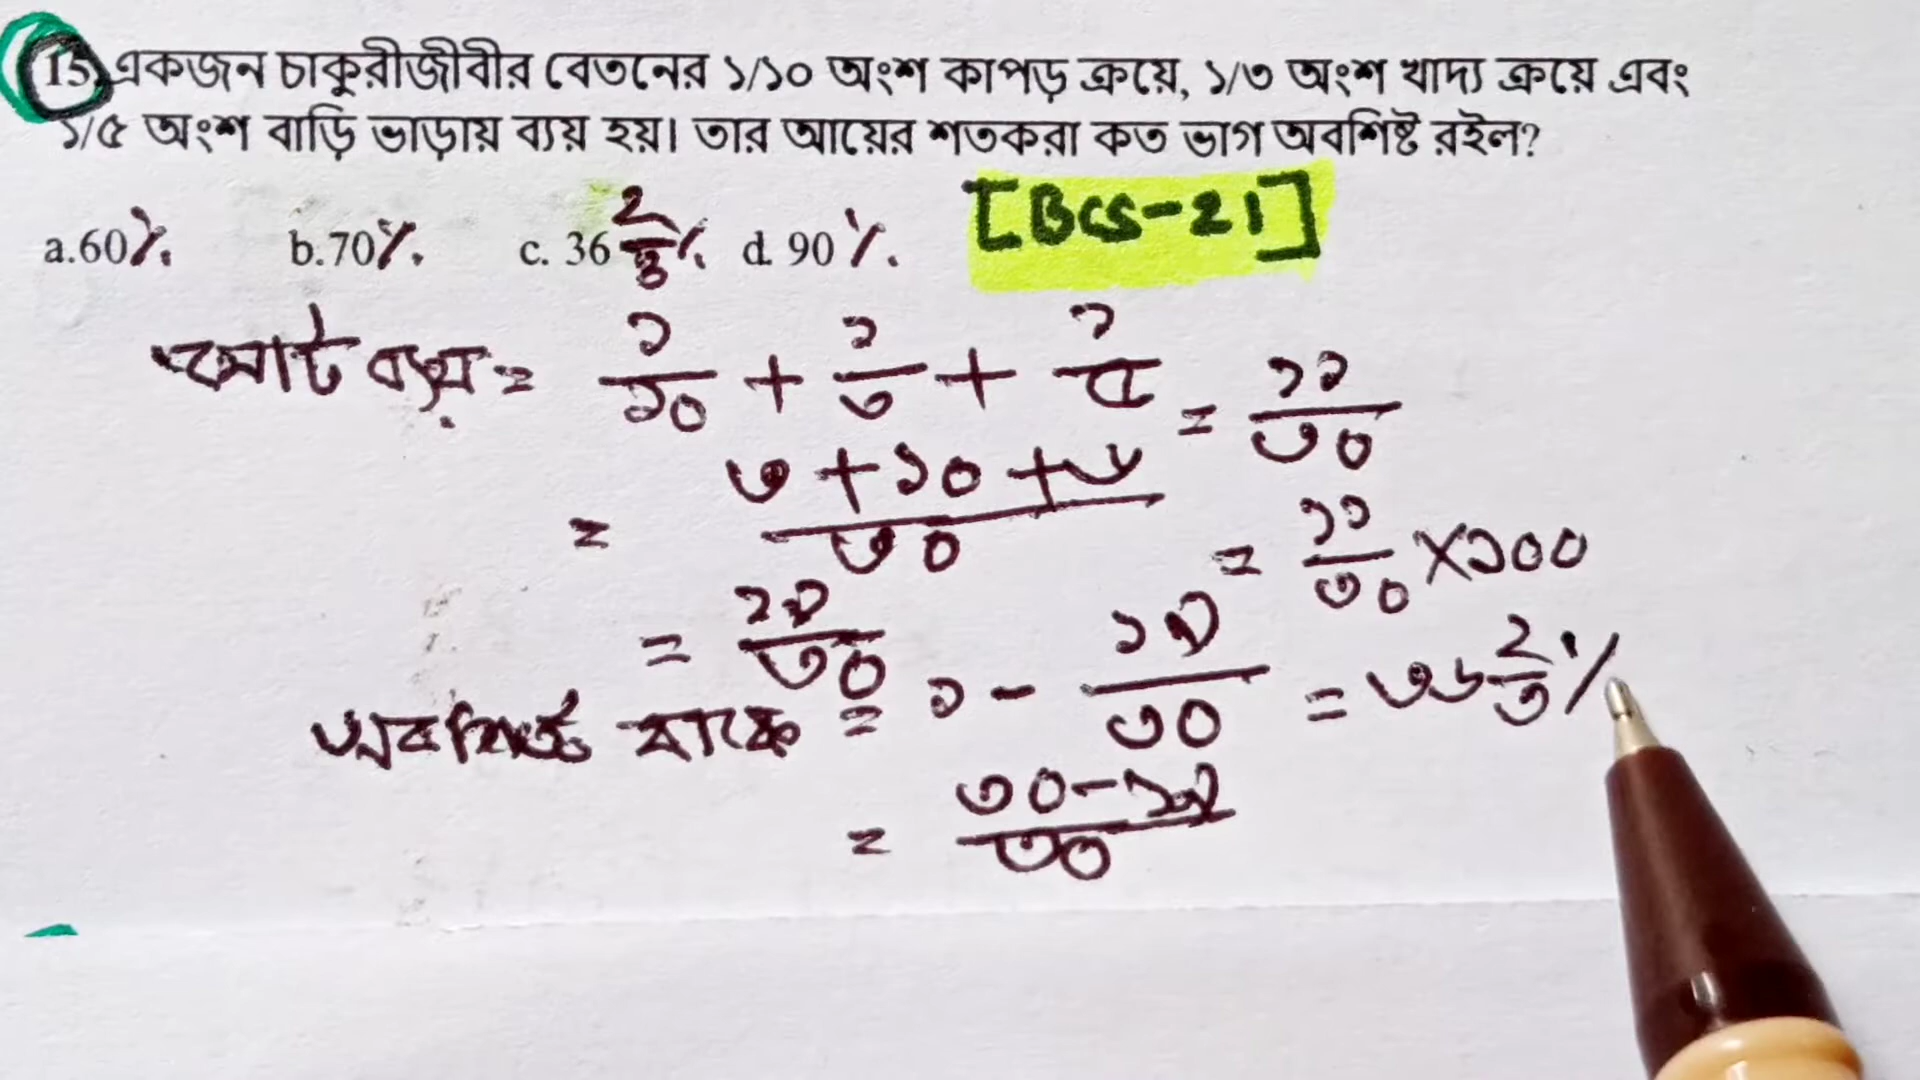 15. একজন চাকুরীজীবীর বেতনের ১/১০ অংশ কাপড় ক্রয়ে, ১/৩ অংশ খাদ্য ক্রয়ে এবং
১/৫ অংশ বাড়ি ভাড়ায় ব্যয় হয়। তার আয়ের শতকরা কত ভাগ অবশিষ্ট রইল?
a.60%. b.70%. c. 36 2/3 %. d. 90%. [BCS-21]
মোট ব্যয় = ১/১০ + ১/৩ + ১/৫
= ৩+১০+৬/৩০
= ১৯/৩০
অবশিষ্ট থাকে = ১ - ১৯/৩০
= ৩০-১৯/৩০
= ১১/৩০
= ১১/৩০ X১০০
= ৩৬ ২/৩ %